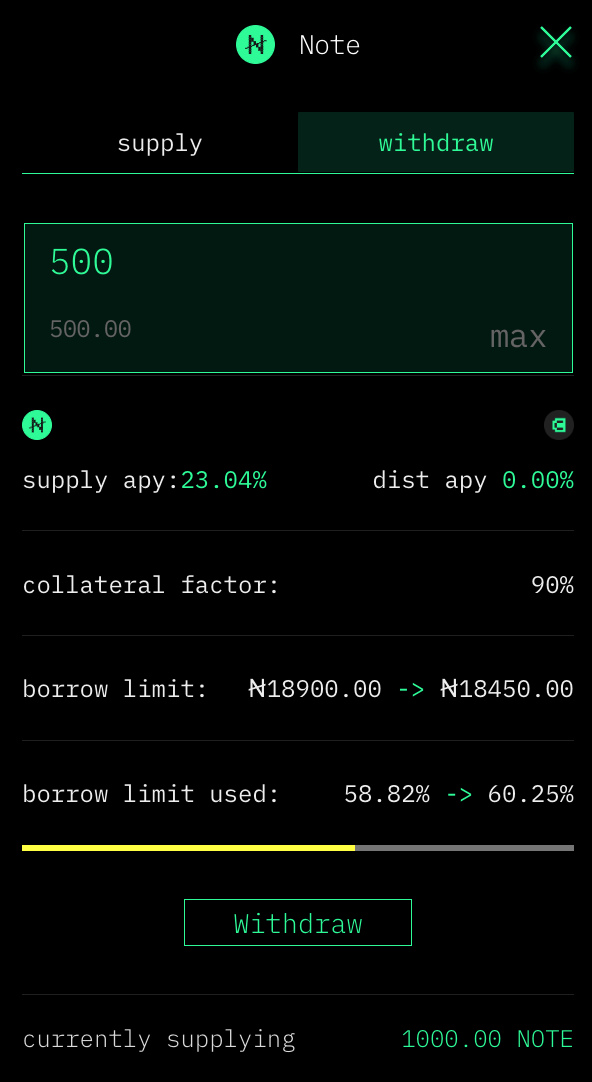 Note
supply withdraw
500
500.00 max
supply apy:23.04% dist apy 0.00%
collateral factor: 90%
borrow limit: ₦18900.00 -> ₦18450.00
borrow limit used: 58.82% -> 60.25%
Withdraw
currently supplying 1000.00 NOTE